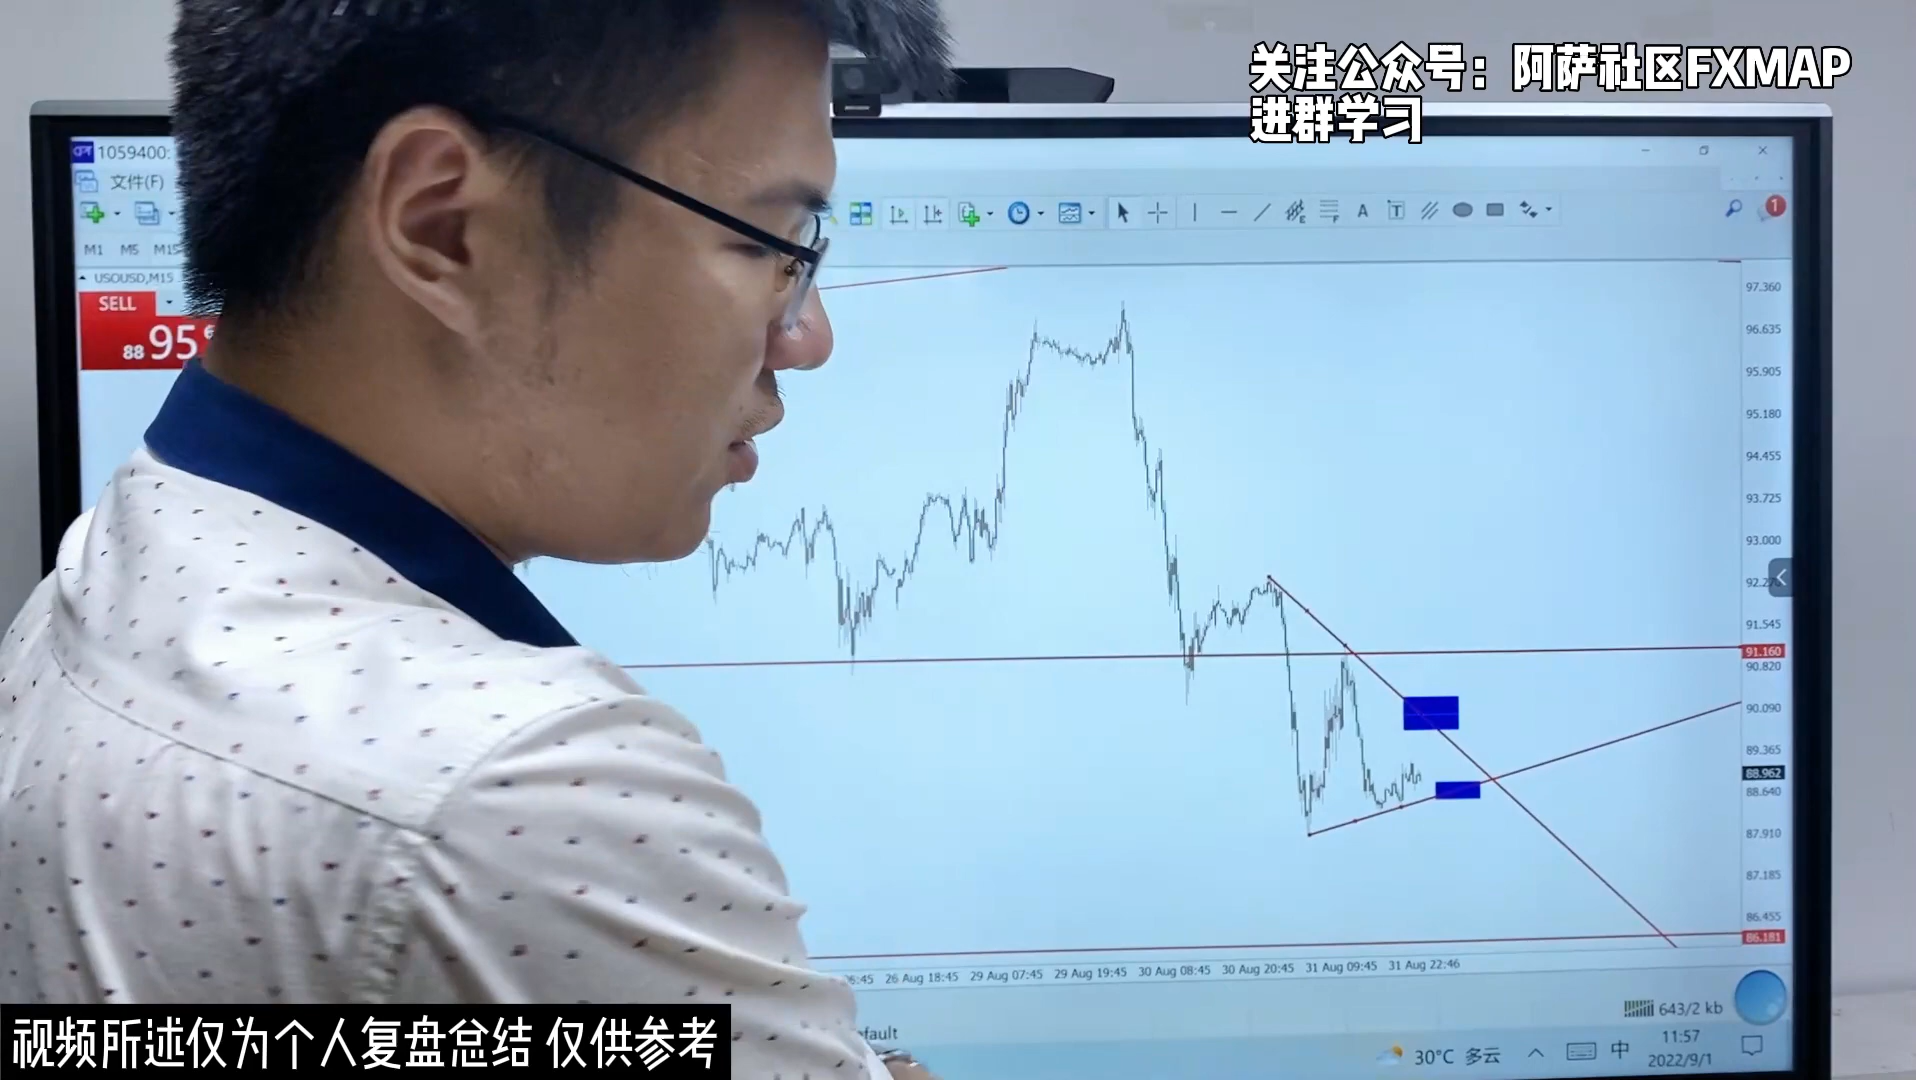 关注公众号：阿萨社区FXMAP
进群学习
1059400:
文件(F)
M1 M5 M15
USOUSD,M15
SELL
88 95
A T
1
97.360
96.635
95.905
95.180
94.455
93.725
93.000
91.545
91.160
90.820
90.090
89.365
88.962
88.640
87.910
87.185
86.455
86.181
26 Aug 18:45 29 Aug 07:45 29 Aug 19:45 30 Aug 08:45 30 Aug 20:45 31 Aug 09:45 31 Aug 22:46
643/2 kb
30°C 多云 中
11:57
2022/9/1
视频所述仅为个人复盘总结 仅供参考